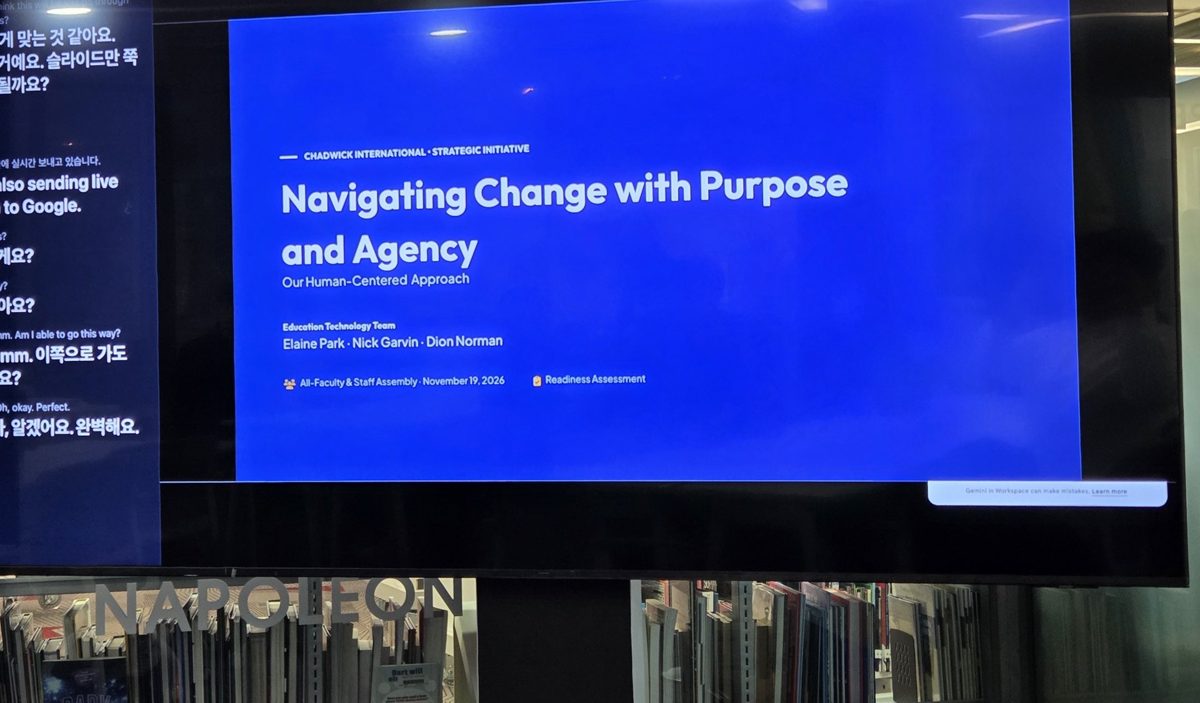 게 맞는 것 같아요.
거예요. 슬라이드만 쭉
될까요?
에 실시간 보내고 있습니다.
also sending live
to Google.
게요?
아요?
mm. Am I able to go this way?
mm. 이쪽으로 가도
요?
Oh, okay. Perfect.
알겠어요. 완벽해요.
CHADWICK INTERNATIONAL • STRATEGIC INITIATIVE
Navigating Change with Purpose
and Agency
Our Human-Centered Approach
Education Technology Team
Elaine Park · Nick Garvin · Dion Norman
All-Faculty & Staff Assembly · November 19, 2026
Readiness Assessment
Gemini in Workspace can make mistakes. Learn more
NAPOLEON